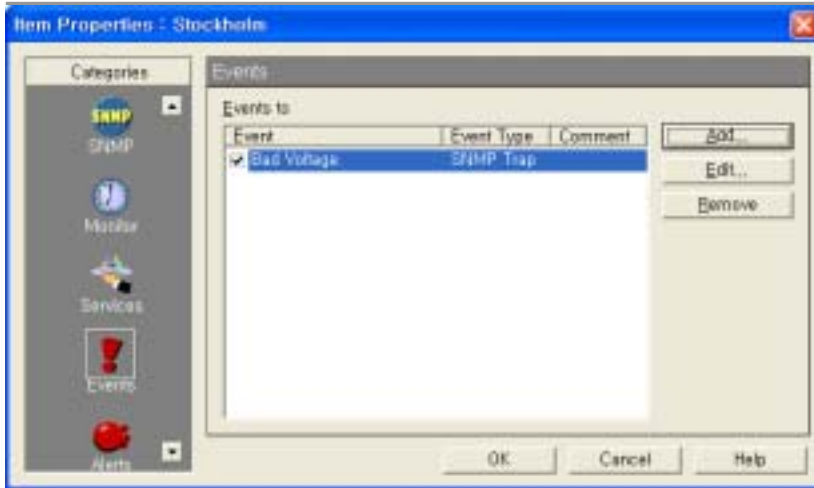 Item Properties : Stockholm
Categories
SNMP
SNMP
Monitor
Services
Events
Alerts
Events
Events to
Event Event Type Comment
Bad Voltage SNMP Trap
Add...
Edit...
Remove
OK Cancel Help